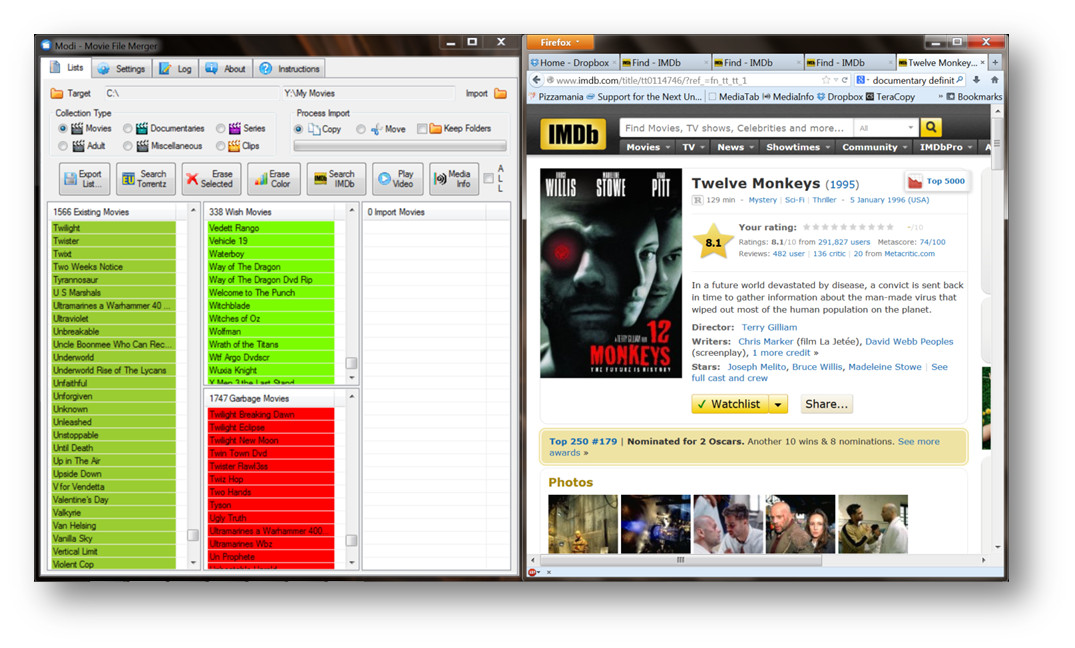 Modi - Movie File Merger
Lists
Settings
Log
About
Instructions
Target C:\ Y:\My Movies Import
Collection Type
Movies Documentaries Series
Adult Miscellaneous Clips
Process Import
Copy Move Keep Folders
Export List...
Search Torrentz
Erase Selected
Erase Color
Search IMDb
Play Video
Media Info
ALL
1566 Existing Movies
Twilight
Twister
Twixt
Two Weeks Notice
Tyrannosaur
U S Marshals
Ultramarines a Warhammer 40 ...
Ultraviolet
Unbreakable
Uncle Boonmee Who Can Rec...
Underworld
Underworld Rise of The Lycans
Unfaithful
Unforgiven
Unknown
Unleashed
Unstoppable
Until Death
Up in The Air
Upside Down
V for Vendetta
Valentine's Day
Valkyrie
Van Helsing
Vanilla Sky
Vertical Limit
Violent Cop
338 Wish Movies
Vedett Rango
Vehicle 19
Waterboy
Way of The Dragon
Way of The Dragon Dvd Rip
Welcome to The Punch
Witchblade
Witches of Oz
Wolfman
Wrath of the Titans
Wtf Argo Dvdscr
Wuxia Knight
X Men 3 the Last Stand
1747 Garbage Movies
Twilight Breaking Dawn
Twilight Eclipse
Twilight New Moon
Twin Town Dvd
Twister Rawl3ss
Twiz Hop
Two Hands
Tyson
Ugly Truth
Ultramarines a Warhammer 400...
Ultramarines Wbz
Un Prophete
0 Import Movies
Firefox
Home - Dropbox
Find - IMDb
Find - IMDb
Find - IMDb
Twelve Monkey...
www.imdb.com/title/tt0114746/?ref_=fn_tt_tt_1
documentary definit
Pizzamania Support for the Next Un... MediaTab MediaInfo Dropbox TeraCopy » Bookmarks
IMDb
Find Movies, TV shows, Celebrities and more...
All
Movies TV News Showtimes Community IMDbPro A
BRUCE WILLIS
MADELEINE STOWE
BRAD PITT
A TERRY GILLIAM FILM
12
MONKEYS
THE FUTURE IS HISTORY
Twelve Monkeys (1995)
Top 5000
R 129 min - Mystery | Sci-Fi | Thriller - 5 January 1996 (USA)
8.1
Your rating: -/10
Ratings: 8.1/10 from 291,827 users Metascore: 74/100
Reviews: 482 user | 136 critic | 20 from Metacritic.com
In a future world devastated by disease, a convict is sent back
in time to gather information about the man-made virus that
wiped out most of the human population on the planet.
Director: Terry Gilliam
Writers: Chris Marker (film La Jetée), David Webb Peoples
(screenplay), 1 more credit »
Stars: Joseph Melito, Bruce Willis, Madeleine Stowe | See
full cast and crew
Watchlist
Share...
Top 250 #179 | Nominated for 2 Oscars. Another 10 wins & 8 nominations. See more
awards »
Photos